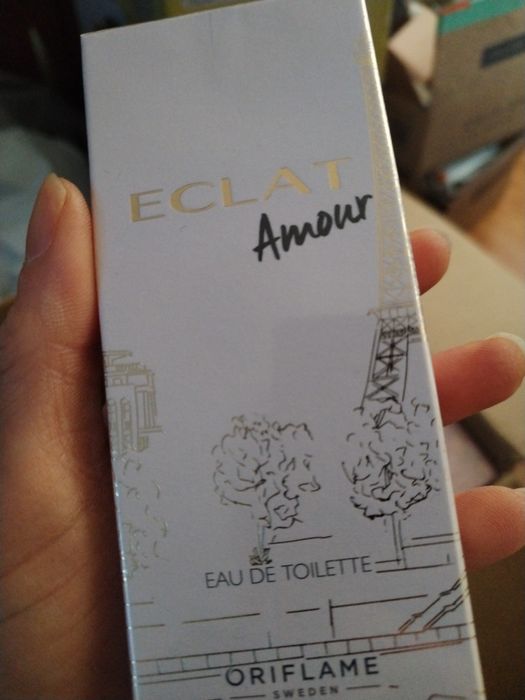 ECLAT
Amour
EAU DE TOILETTE
ORIFLAME
SWEDEN